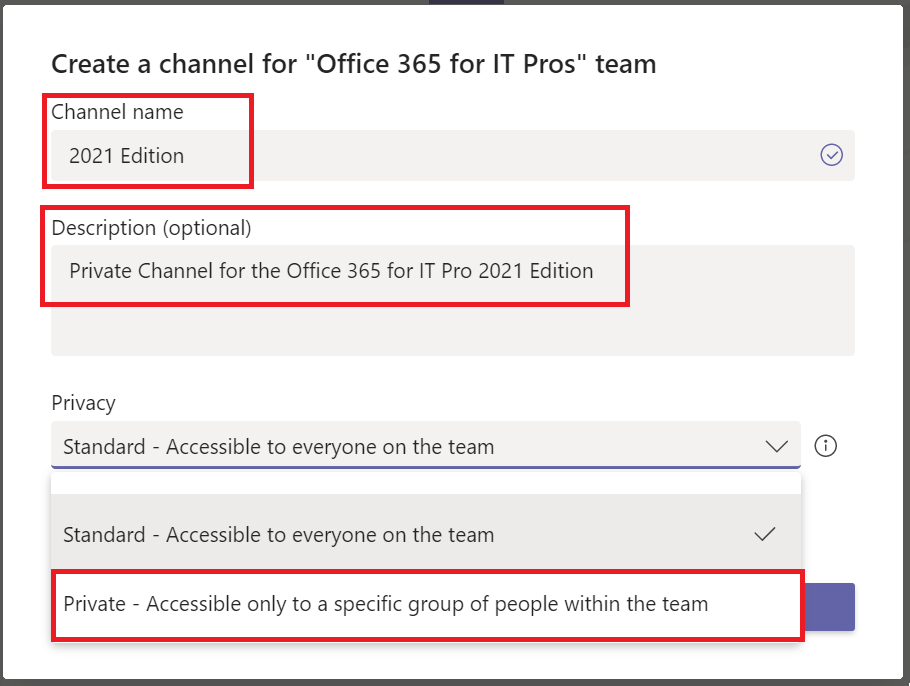 Create a channel for "Office 365 for IT Pros" team
Channel name
2021 Edition
Description (optional)
Private Channel for the Office 365 for IT Pro 2021 Edition
Privacy
Standard - Accessible to everyone on the team
Standard - Accessible to everyone on the team
Private - Accessible only to a specific group of people within the team